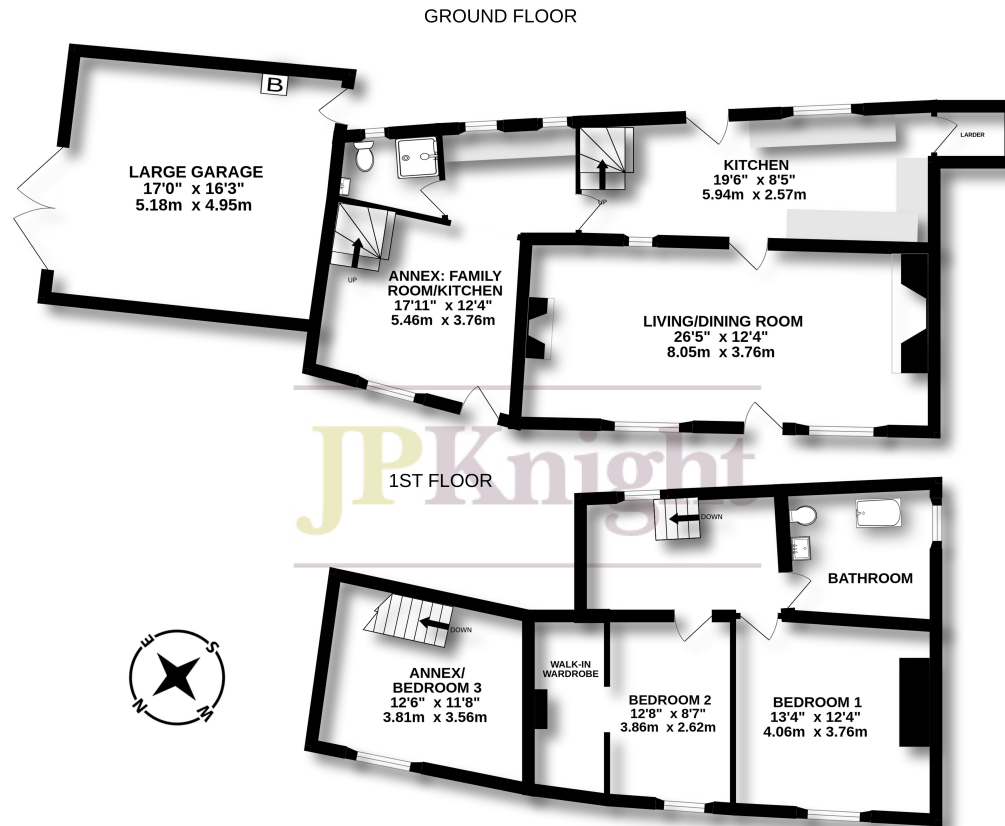 GROUND FLOOR
B
LARGE GARAGE
17'0" x 16'3"
5.18m x 4.95m
LARDER
KITCHEN
19'6" x 8'5"
5.94m x 2.57m
UP
UP
ANNEX: FAMILY
ROOM/KITCHEN
17'11" x 12'4"
5.46m x 3.76m
LIVING/DINING ROOM
26'5" x 12'4"
8.05m x 3.76m
JPKnight
1ST FLOOR
DOWN
BATHROOM
DOWN
ANNEX/
BEDROOM 3
12'6" x 11'8"
3.81m x 3.56m
WALK-IN
WARDROBE
BEDROOM 2
12'8" x 8'7"
3.86m x 2.62m
BEDROOM 1
13'4" x 12'4"
4.06m x 3.76m
E
S
N
W